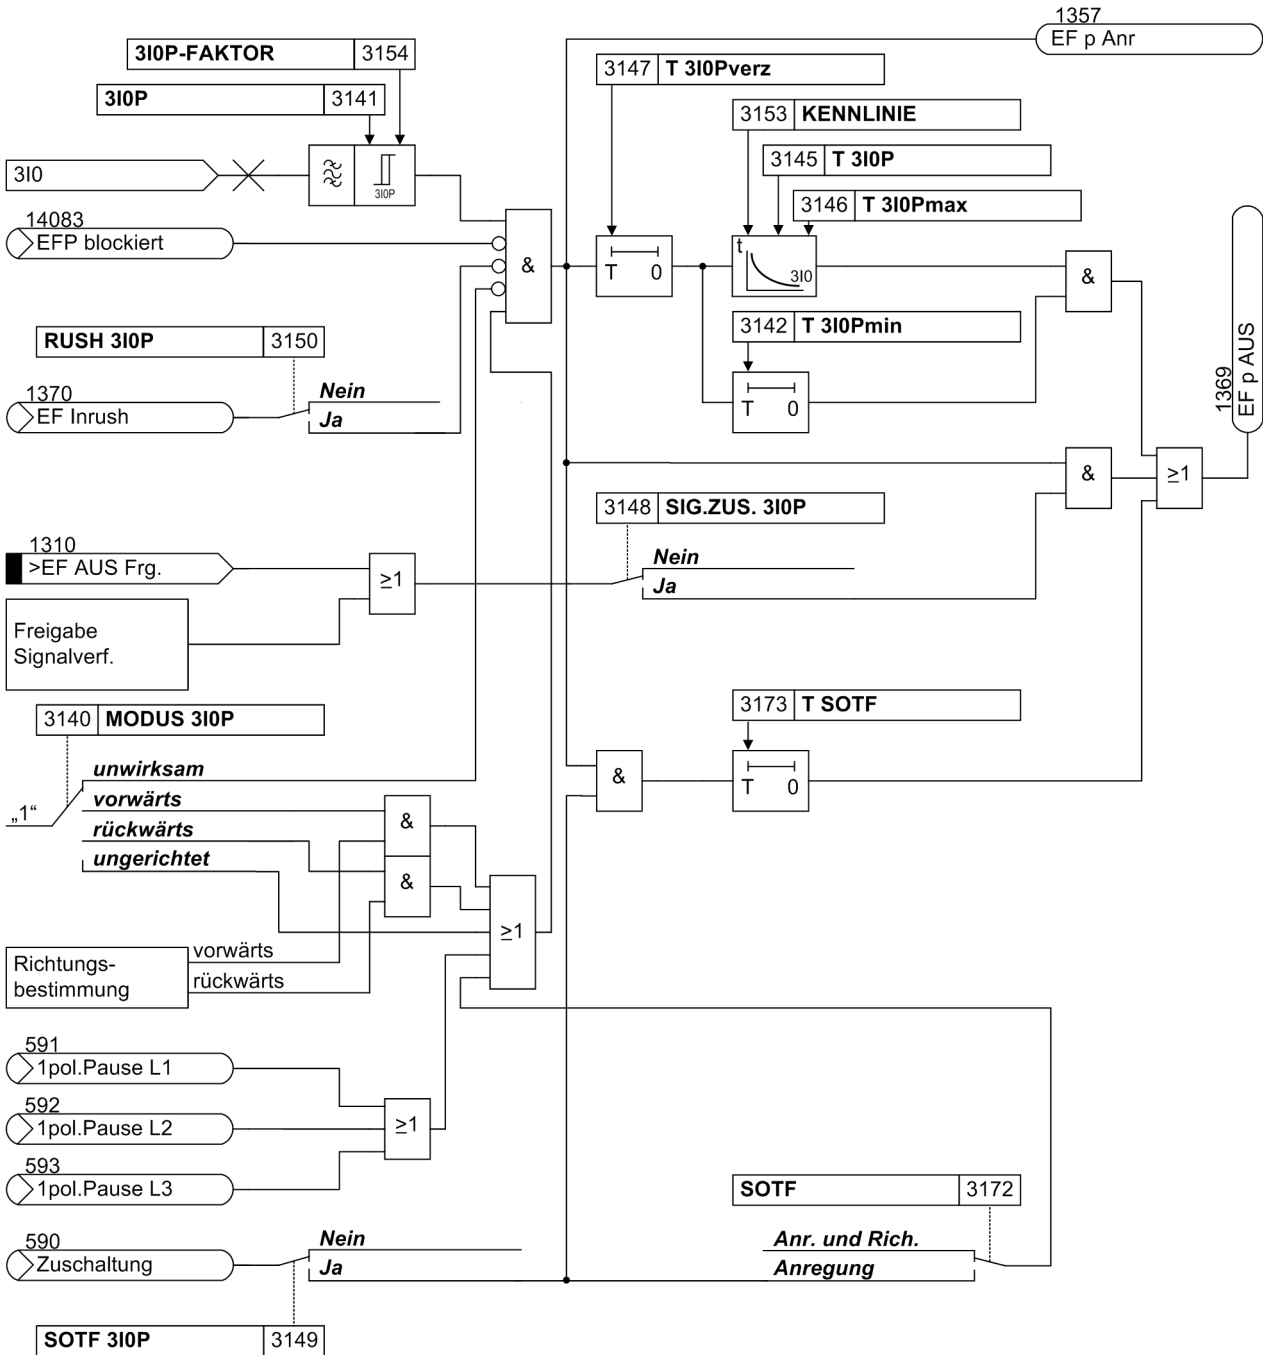 1357
EF p Anr
3I0P-FAKTOR 3154
3147 T 3I0Pverz
3I0P 3141
3153 KENNLINIE
3145 T 3I0P
3I0
3I0P
3146 T 3I0Pmax
14083
EFP blockiert
&
T 0
t
3I0
&
RUSH 3I0P 3150
3142 T 3I0Pmin
1370
EF Inrush
Nein
Ja
T 0
1369
EF p AUS
&
≥1
3148 SIG.ZUS. 3I0P
1310
>EF AUS Frg.
≥1
Nein
Ja
Freigabe
Signalverf.
3140 MODUS 3I0P
3173 T SOTF
unwirksam
vorwärts
rückwärts
ungerichtet
„1“
&
T 0
&
&
≥1
Richtungs-
bestimmung
vorwärts
rückwärts
591
1pol.Pause L1
592
1pol.Pause L2
≥1
593
1pol.Pause L3
SOTF 3172
590
Zuschaltung
Nein
Ja
Anr. und Rich.
Anregung
SOTF 3I0P 3149